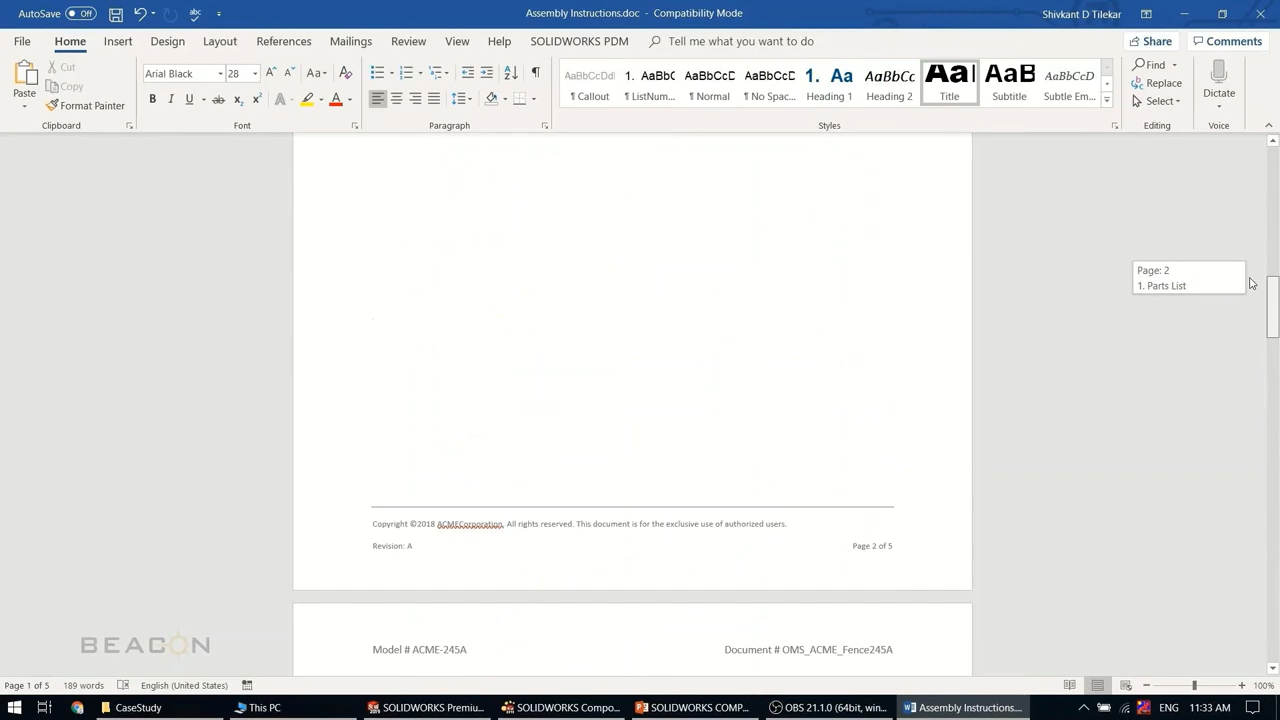 AutoSave Off
Assembly Instructions.doc - Compatibility Mode
Shivkant D Tilekar
File Home Insert Design Layout References Mailings Review View Help SOLIDWORKS PDM Tell me what you want to do Share Comments
Paste
Cut
Copy
Format Painter
Clipboard
Arial Black 28
Font
Paragraph
AaBbCcDdl 1. AaBbC AaBbCcD AaBbCcD 1. Aa AaBbCc AaI AaB AaBbCcD
¶ Callout ¶ ListNum... ¶ Normal ¶ No Spac... Heading 1 Heading 2 Title Subtitle Subtle Em...
Styles
Find
Replace
Select
Editing
Dictate
Voice
Page: 2
1. Parts List
Copyright ©2018 ACMECorporation. All rights reserved. This document is for the exclusive use of authorized users.
Revision: A Page 2 of 5
BEACON
Model # ACME-245A Document # OMS_ACME_Fence245A
Page 1 of 5 189 words English (United States) 100%
CaseStudy This PC SOLIDWORKS Premiu... SOLIDWORKS Compo... SOLIDWORKS COMP... OBS 21.1.0 (64bit, win... Assembly Instructions... 11:33 AM